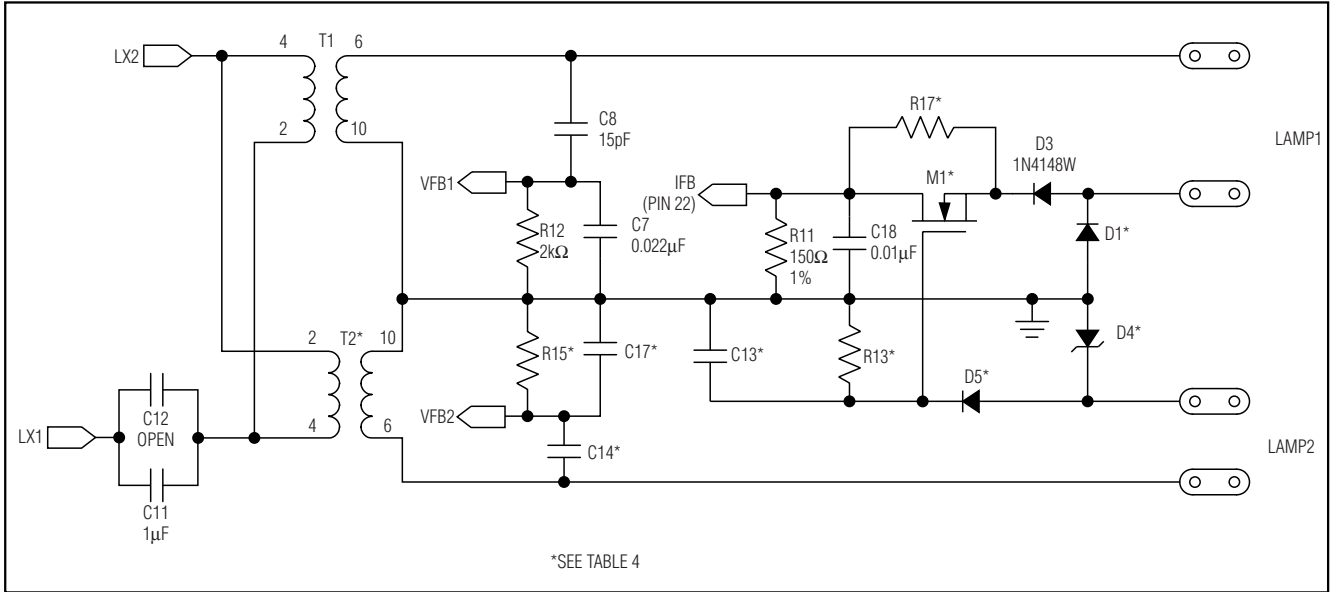 LX2
4
T1
6
2
10
C8
15pF
VFB1
R12
2kΩ
C7
0.022µF
IFB
(PIN 22)
R11
150Ω
1%
C18
0.01µF
R17*
M1*
D3
1N4148W
D1*
LAMP1
2
T2*
10
4
6
R15*
C17*
VFB2
C14*
C13*
R13*
D5*
D4*
LAMP2
LX1
C12
OPEN
C11
1µF
*SEE TABLE 4